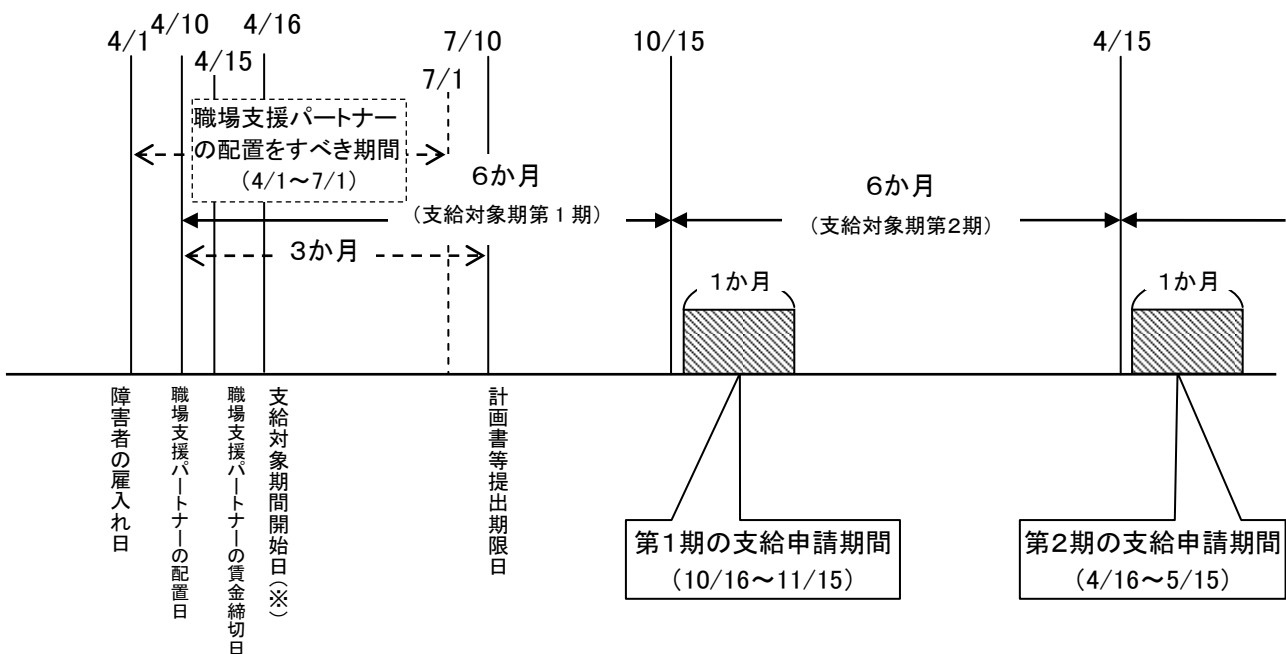 4/1
4/10
4/15
4/16
7/10
7/1
10/15
4/15
職場支援パートナー
の配置をすべき期間
(4/1～7/1)
6か月
(支給対象期第1期)
6か月
(支給対象期第2期)
3か月
1か月
1か月
障害者の雇入れ日
職場支援パートナーの配置日
職場支援パートナーの賃金締切日
支給対象期間開始日(※)
計画書等提出期限日
第1期の支給申請期間
(10/16～11/15)
第2期の支給申請期間
(4/16～5/15)